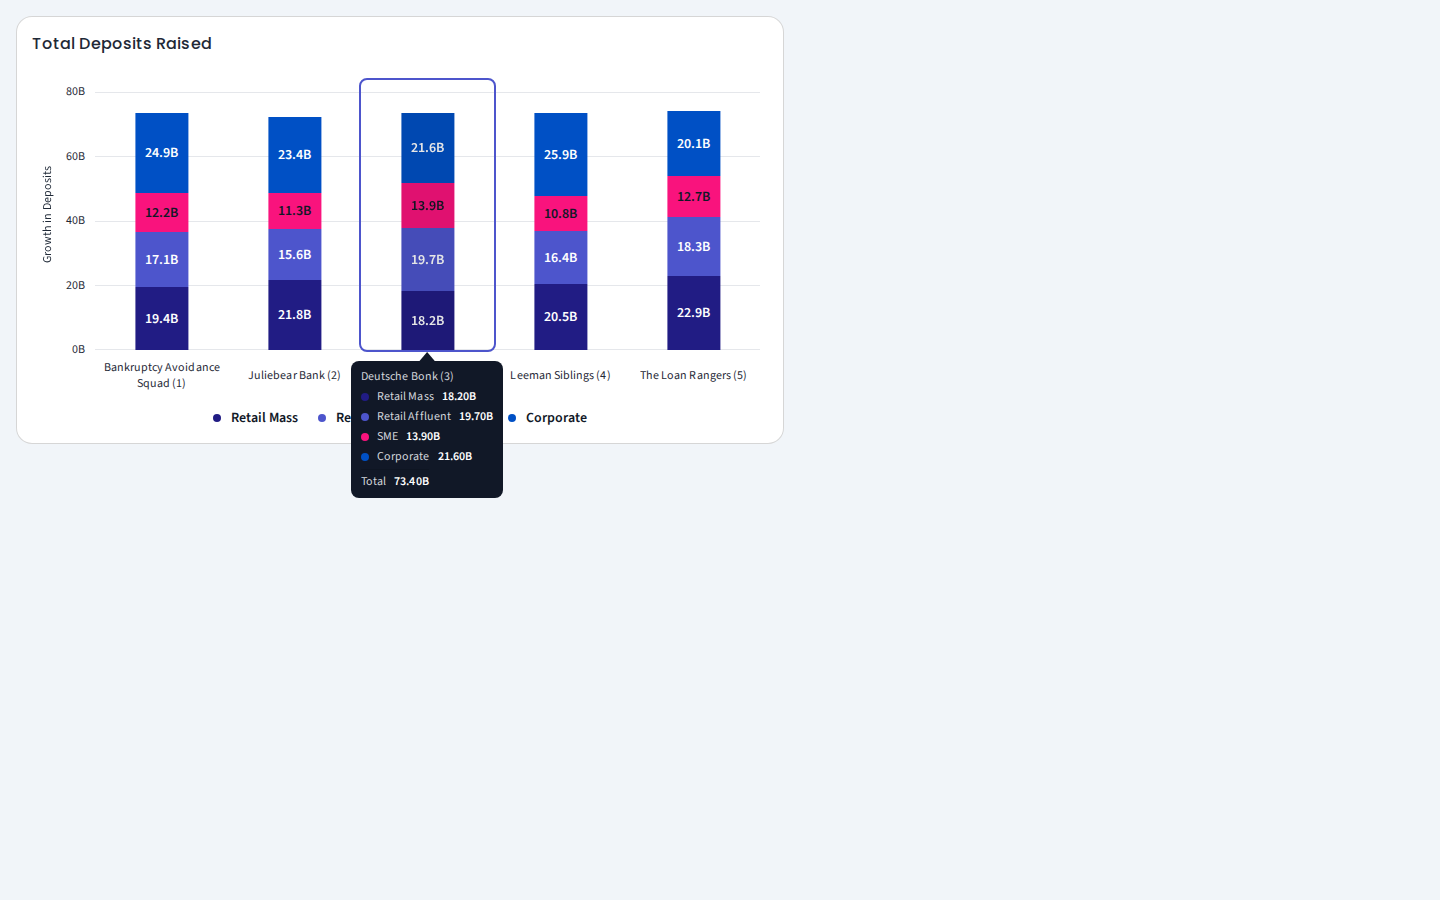 Total Deposits Raised
Growth in Deposits
80B
60B
40B
20B
0B
24.9B
12.2B
17.1B
19.4B
23.4B
11.3B
15.6B
21.8B
21.6B
13.9B
19.7B
18.2B
25.9B
10.8B
16.4B
20.5B
20.1B
12.7B
18.3B
22.9B
Bankruptcy Avoidance
Squad (1)
Juliebear Bank (2)
Leeman Siblings (4)
The Loan Rangers (5)
Deutsche Bonk (3)
Retail Mass 18.20B
Retail Affluent 19.70B
SME 13.90B
Corporate 21.60B
Total 73.40B
Retail Mass
Re
Corporate